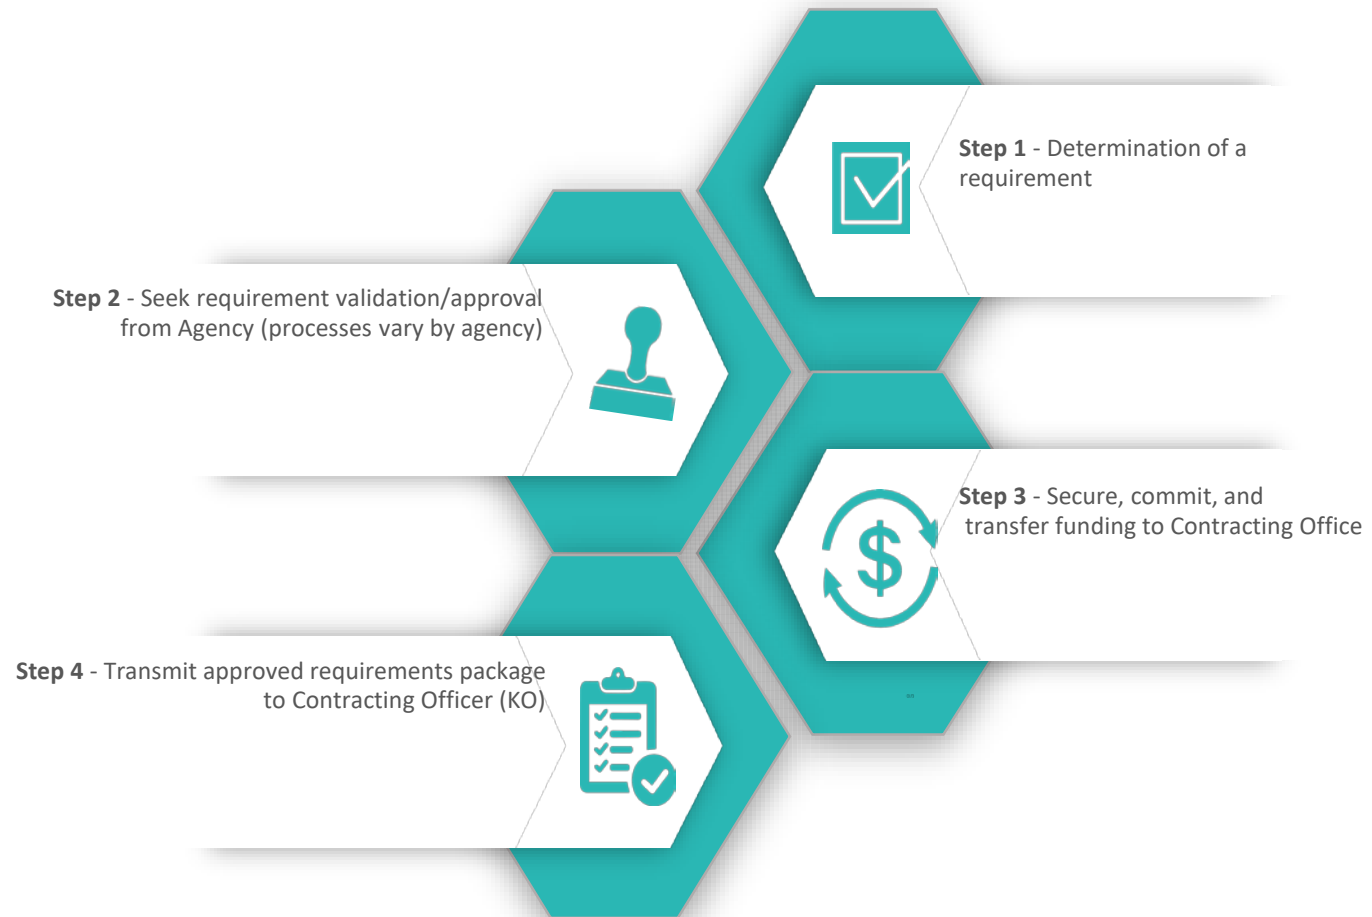 Step 1 - Determination of a
requirement
Step 2 - Seek requirement validation/approval
from Agency (processes vary by agency)
Step 3 - Secure, commit, and
transfer funding to Contracting Office
Step 4 - Transmit approved requirements package
to Contracting Officer (KO)
$